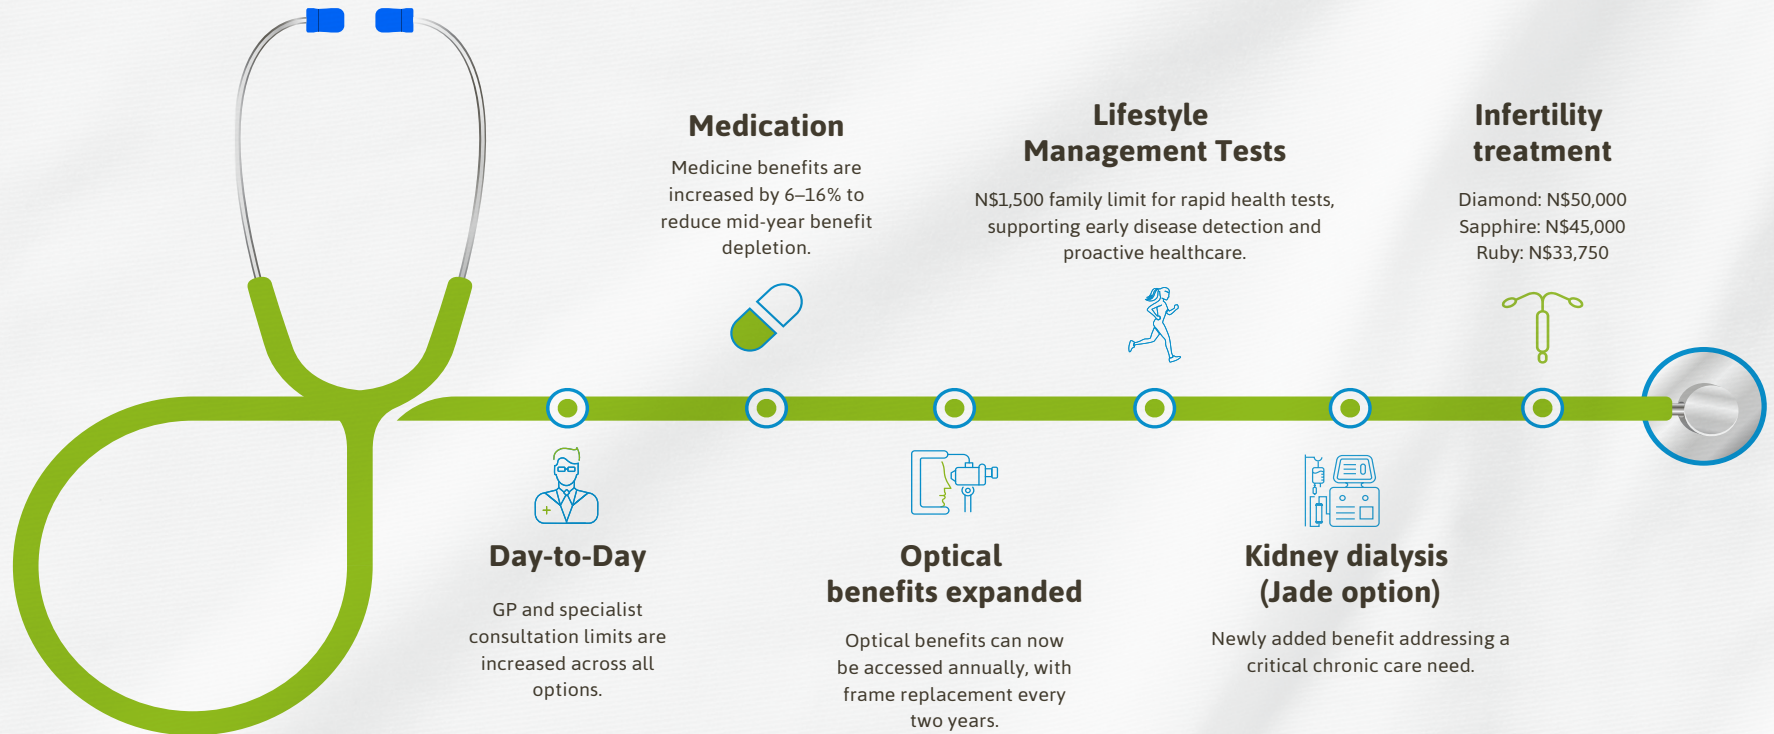 Medication
Medicine benefits are
increased by 6–16% to
reduce mid-year benefit
depletion.
Lifestyle
Management Tests
N$1,500 family limit for rapid health tests,
supporting early disease detection and
proactive healthcare.
Infertility
treatment
Diamond: N$50,000
Sapphire: N$45,000
Ruby: N$33,750
Day-to-Day
GP and specialist
consultation limits are
increased across all
options.
Optical
benefits expanded
Optical benefits can now
be accessed annually, with
frame replacement every
two years.
Kidney dialysis
(Jade option)
Newly added benefit addressing a
critical chronic care need.